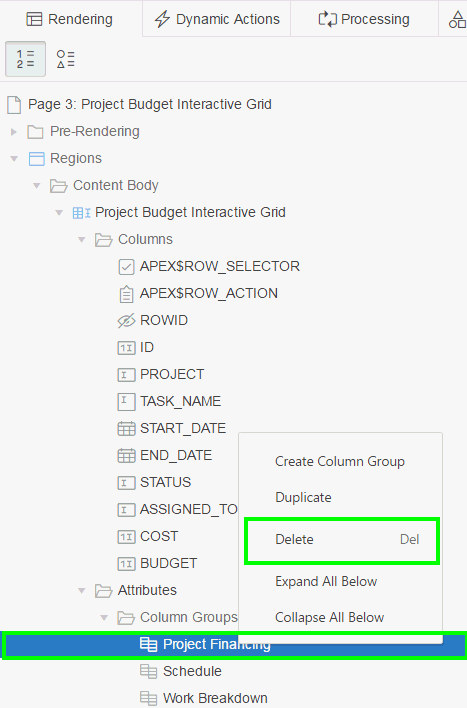 Rendering
Dynamic Actions
Processing
Page 3: Project Budget Interactive Grid
Pre-Rendering
Regions
Content Body
Project Budget Interactive Grid
Columns
APEX$ROW_SELECTOR
APEX$ROW_ACTION
ROWID
ID
PROJECT
TASK_NAME
START_DATE
END_DATE
STATUS
ASSIGNED_TO
COST
BUDGET
Attributes
Column Groups
Project Financing
Schedule
Work Breakdown
Create Column Group
Duplicate
Delete Del
Expand All Below
Collapse All Below